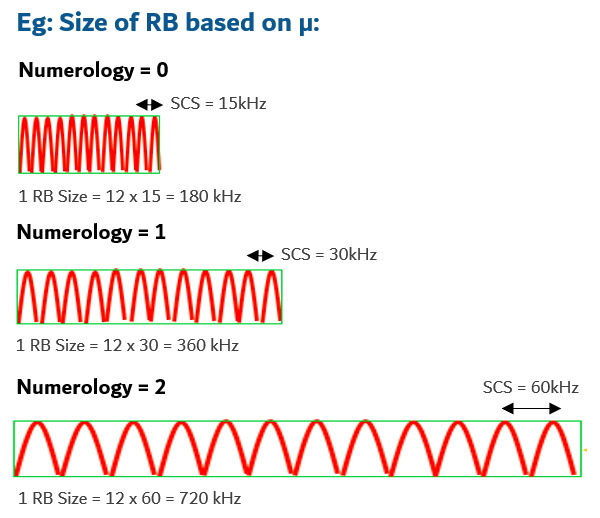 Eg: Size of RB based on μ:
Numerology = 0
SCS = 15kHz
1 RB Size = 12 x 15 = 180 kHz
Numerology = 1
SCS = 30kHz
1 RB Size = 12 x 30 = 360 kHz
Numerology = 2
SCS = 60kHz
1 RB Size = 12 x 60 = 720 kHz